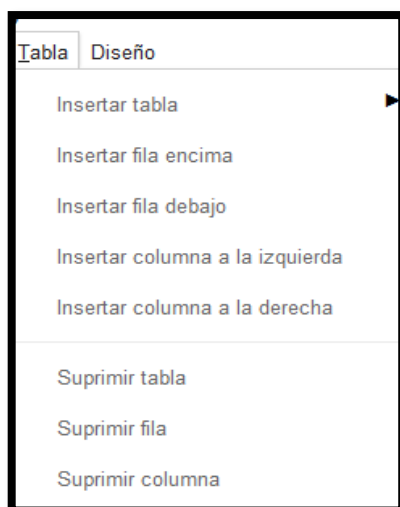 Tabla Diseño
Insertar tabla
Insertar fila encima
Insertar fila debajo
Insertar columna a la izquierda
Insertar columna a la derecha
Suprimir tabla
Suprimir fila
Suprimir columna